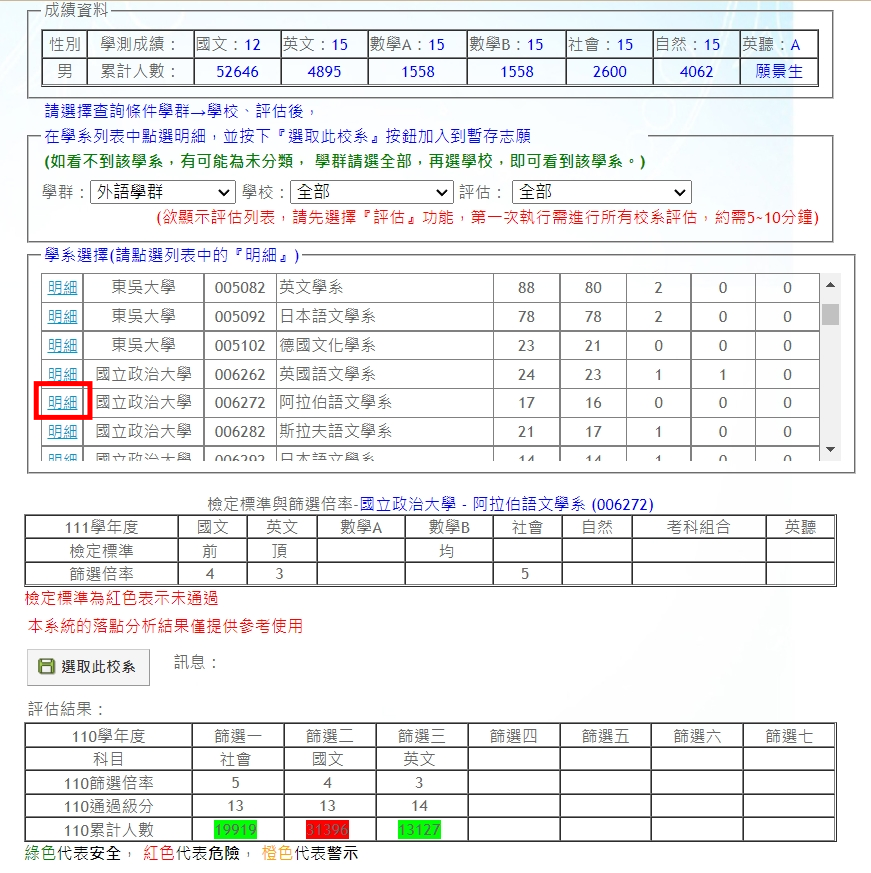 成績資料
性別 學測成績： 國文：12 英文：15 數學A：15 數學B：15 社會：15 自然：15 英聽：A
男 累計人數： 52646 4895 1558 1558 2600 4062 願景生
請選擇查詢條件學群→學校、評估後，
在學系列表中點選明細，並按下『選取此校系』按鈕加入到暫存志願
(如看不到該學系，有可能為未分類， 學群請選全部，再選學校，即可看到該學系。)
學群： 外語學群 學校： 全部 評估： 全部
(欲顯示評估列表，請先選擇『評估』功能，第一次執行需進行所有校系評估，約需5~10分鐘)
學系選擇(請點選列表中的『明細』)
明細 東吳大學 005082 英文學系 88 80 2 0 0
明細 東吳大學 005092 日本語文學系 78 78 2 0 0
明細 東吳大學 005102 德國文化學系 23 21 0 0 0
明細 國立政治大學 006262 英國語文學系 24 23 1 1 0
明細 國立政治大學 006272 阿拉伯語文學系 17 16 0 0 0
明細 國立政治大學 006282 斯拉夫語文學系 21 17 1 0 0
明細 國立政治大學 006292 日本語文學系 14 14 1 0 0
檢定標準與篩選倍率-國立政治大學 - 阿拉伯語文學系 (006272)
111學年度 國文 英文 數學A 數學B 社會 自然 考科組合 英聽
檢定標準 前 頂 均
篩選倍率 4 3 5
檢定標準為紅色表示未通過
本系統的落點分析結果僅提供參考使用
選取此校系 訊息：
評估結果：
110學年度 篩選一 篩選二 篩選三 篩選四 篩選五 篩選六 篩選七
科目 社會 國文 英文
110篩選倍率 5 4 3
110通過級分 13 13 14
110累計人數 19919 31396 13127
綠色代表安全， 紅色代表危險， 橙色代表警示